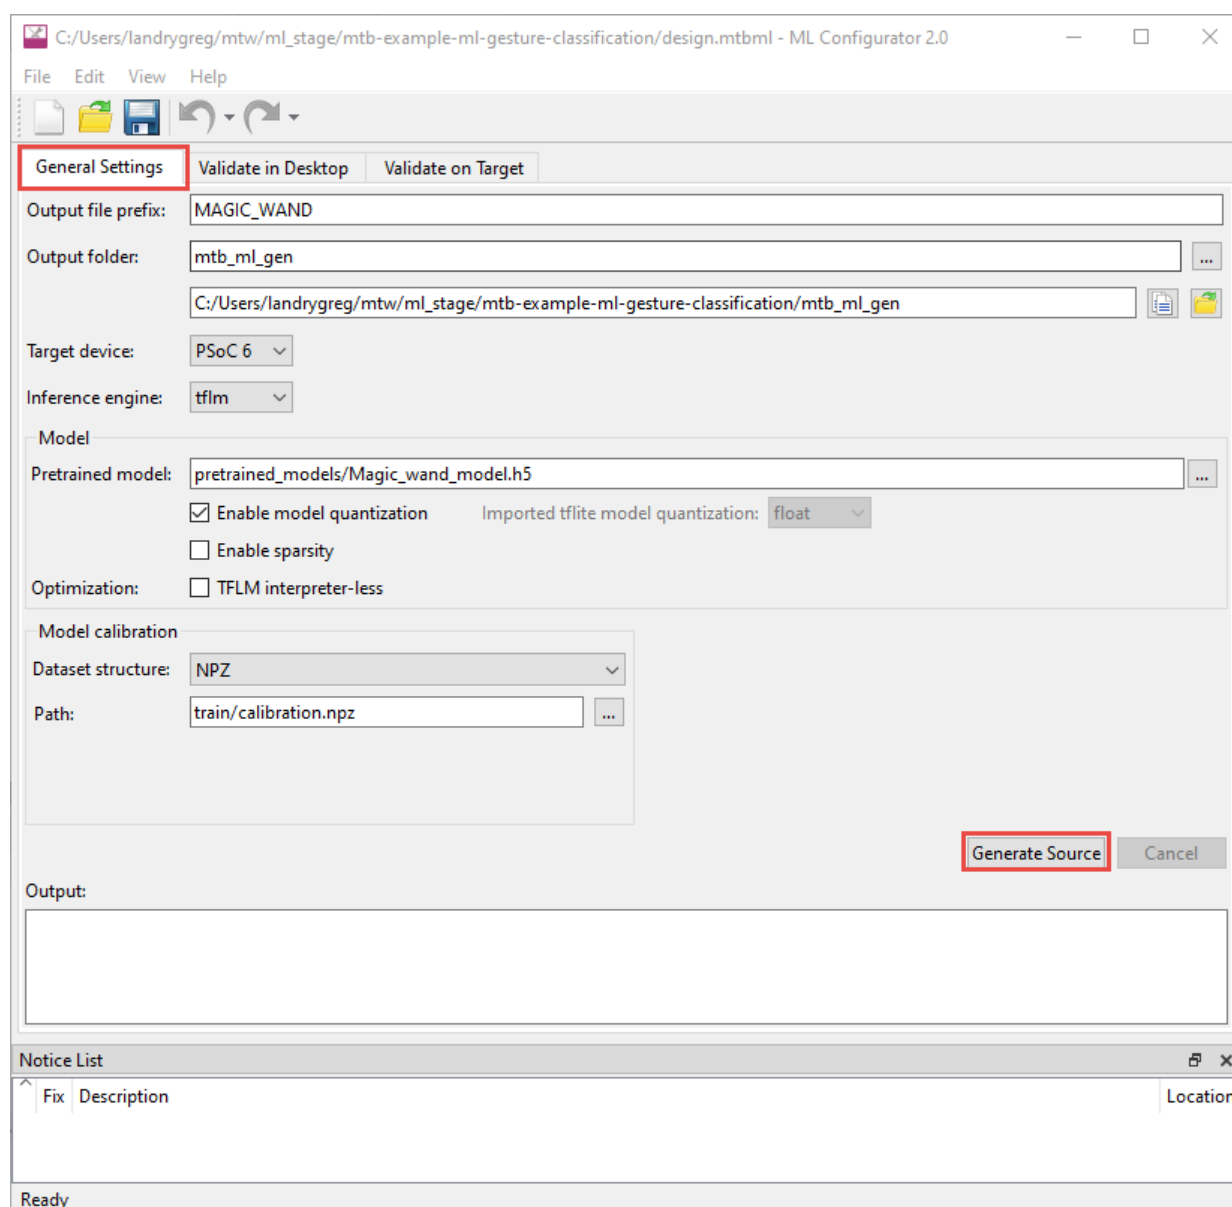 C:/Users/landrygreg/mtw/ml_stage/mtb-example-ml-gesture-classification/design.mtbml - ML Configurator 2.0
File Edit View Help
General Settings Validate in Desktop Validate on Target
Output file prefix: MAGIC_WAND
Output folder: mtb_ml_gen ...
C:/Users/landrygreg/mtw/ml_stage/mtb-example-ml-gesture-classification/mtb_ml_gen
Target device: PSoC 6
Inference engine: tflm
Model
Pretrained model: pretrained_models/Magic_wand_model.h5 ...
Enable model quantization Imported tflite model quantization: float
Enable sparsity
Optimization: TFLM interpreter-less
Model calibration
Dataset structure: NPZ
Path: train/calibration.npz ...
Generate Source Cancel
Output:
Notice List
Fix Description Location
Ready